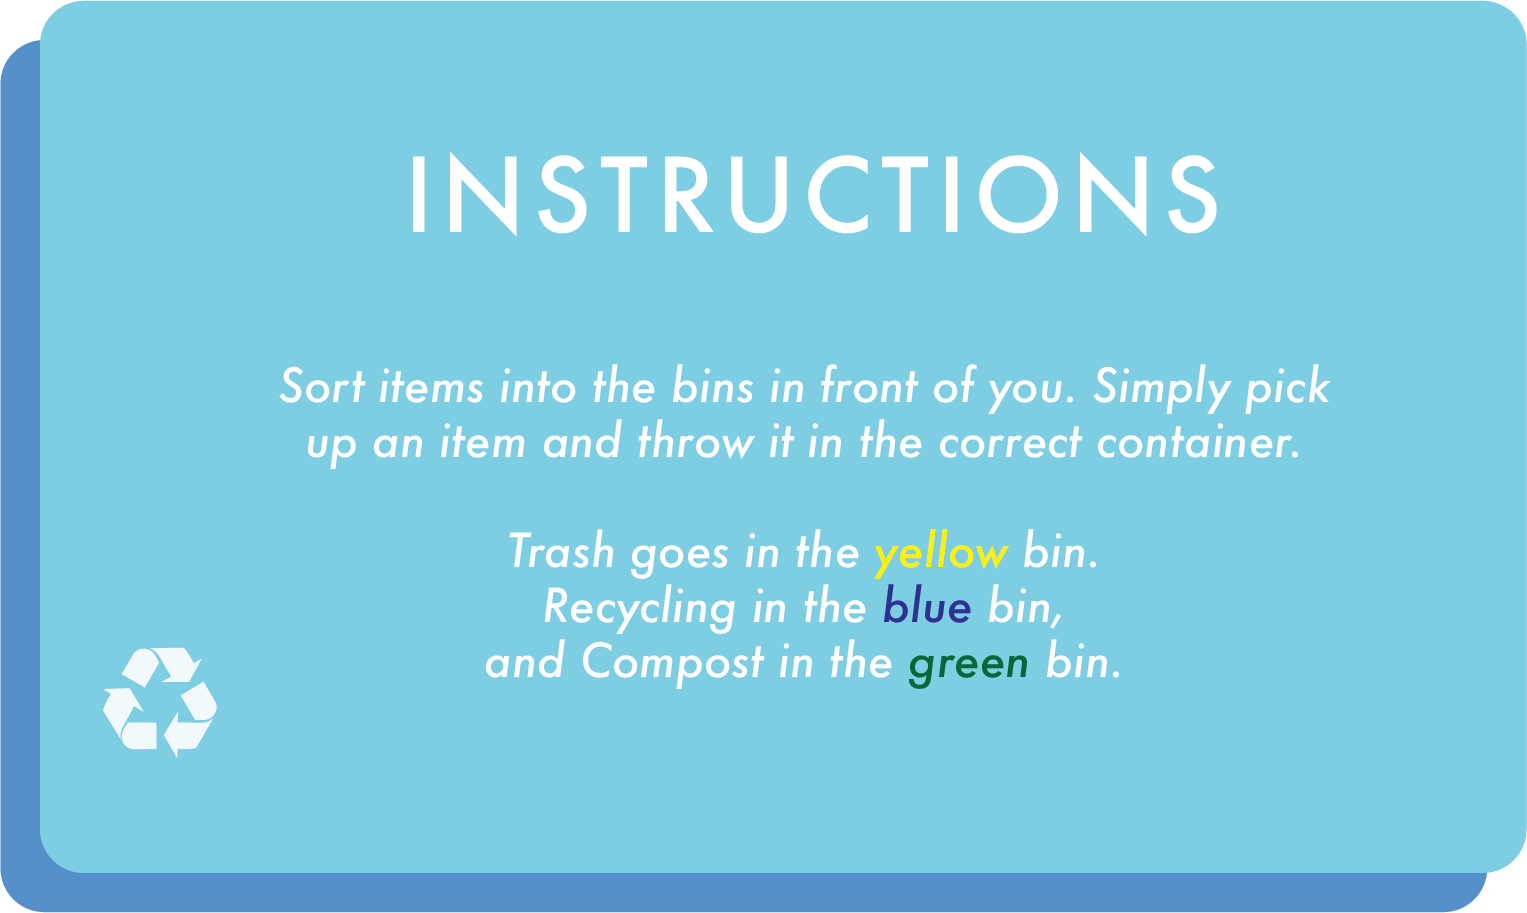 INSTRUCTIONS
Sort items into the bins in front of you. Simply pick
up an item and throw it in the correct container.
Trash goes in the yellow bin.
Recycling in the blue bin,
and Compost in the green bin.